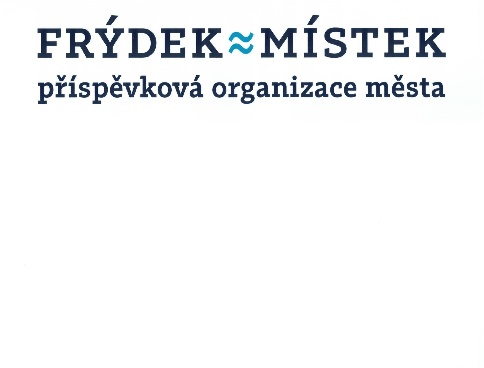 FRÝDEK≈MÍSTEK
příspěvková organizace města